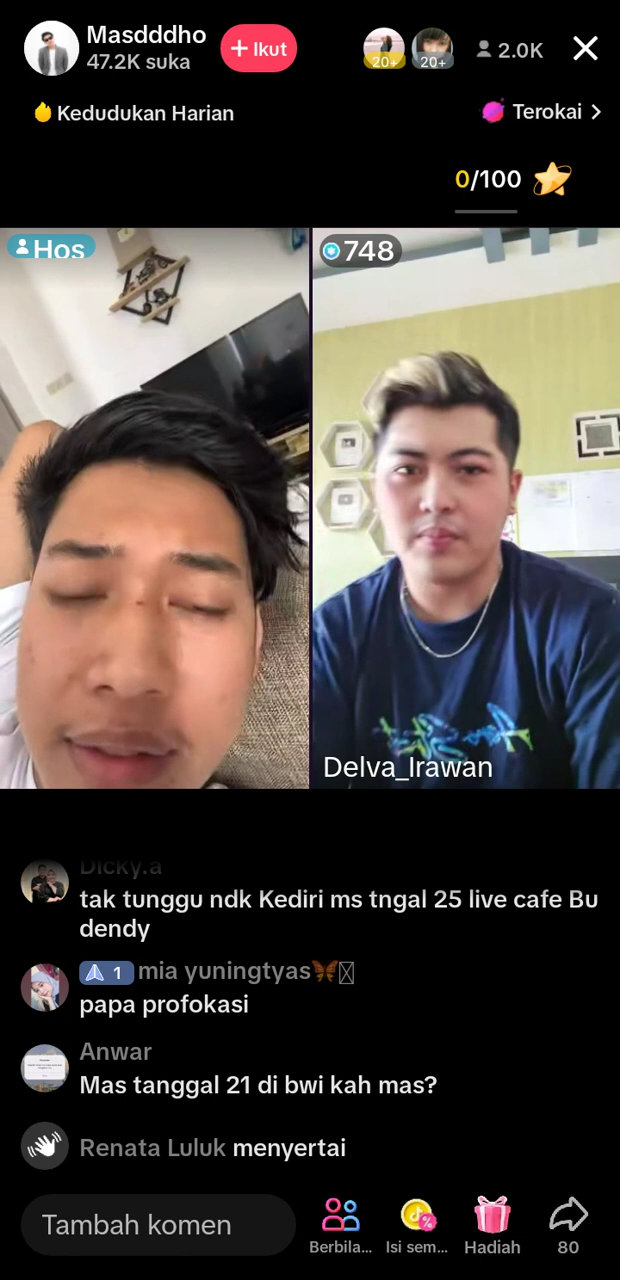 Masdddho
47.2K suka
+ Ikut
20+
20+
2.0K
Kedudukan Harian
Terokai >
0/100
Hos
748
Delva_Irawan
Dicky.a
tak tunggu ndk Kediri ms tngal 25 live cafe Bu
dendy
1 mia yuningtyas🦋
papa profokasi
Anwar
Mas tanggal 21 di bwi kah mas?
Renata Luluk menyertai
Tambah komen
Berbila...
Isi sem...
Hadiah
80